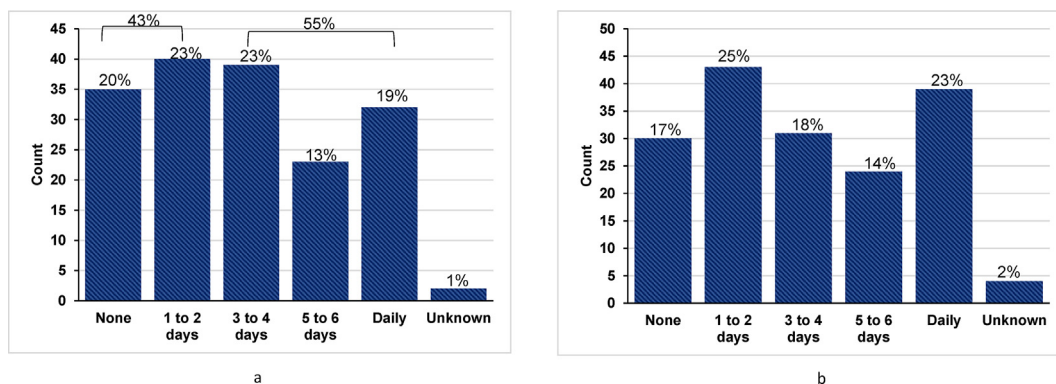 43%
55%
45
40
35
30
25
20
15
10
5
0
Count
20%
23%
23%
13%
19%
1%
None
1 to 2
days
3 to 4
days
5 to 6
days
Daily
Unknown
a
50
45
40
35
30
25
20
15
10
5
0
Count
17%
25%
18%
14%
23%
2%
None
1 to 2
days
3 to 4
days
5 to 6
days
Daily
Unknown
b